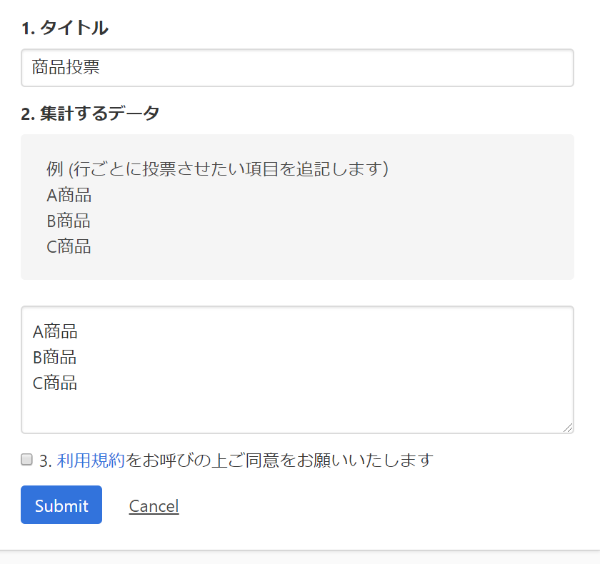 1. タイトル
商品投票
2. 集計するデータ
例 (行ごとに投票させたい項目を追記します)
A商品
B商品
C商品
A商品
B商品
C商品
3. 利用規約をお呼びの上ご同意をお願いいたします
Submit Cancel